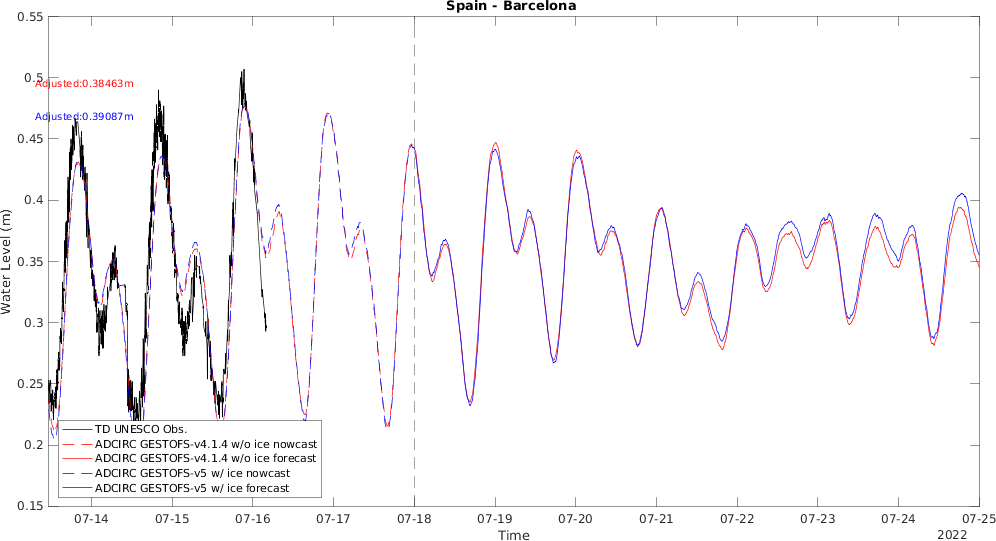 Spain - Barcelona
0.55
0.5
0.45
0.4
0.35
0.3
0.25
0.2
0.15
Water Level (m)
Adjusted:0.38463m
Adjusted:0.39087m
TD UNESCO Obs.
ADCIRC GESTOFS-v4.1.4 w/o ice nowcast
ADCIRC GESTOFS-v4.1.4 w/o ice forecast
ADCIRC GESTOFS-v5 w/ ice nowcast
ADCIRC GESTOFS-v5 w/ ice forecast
07-14 07-15 07-16 07-17 07-18 07-19 07-20 07-21 07-22 07-23 07-24 07-25
Time
2022